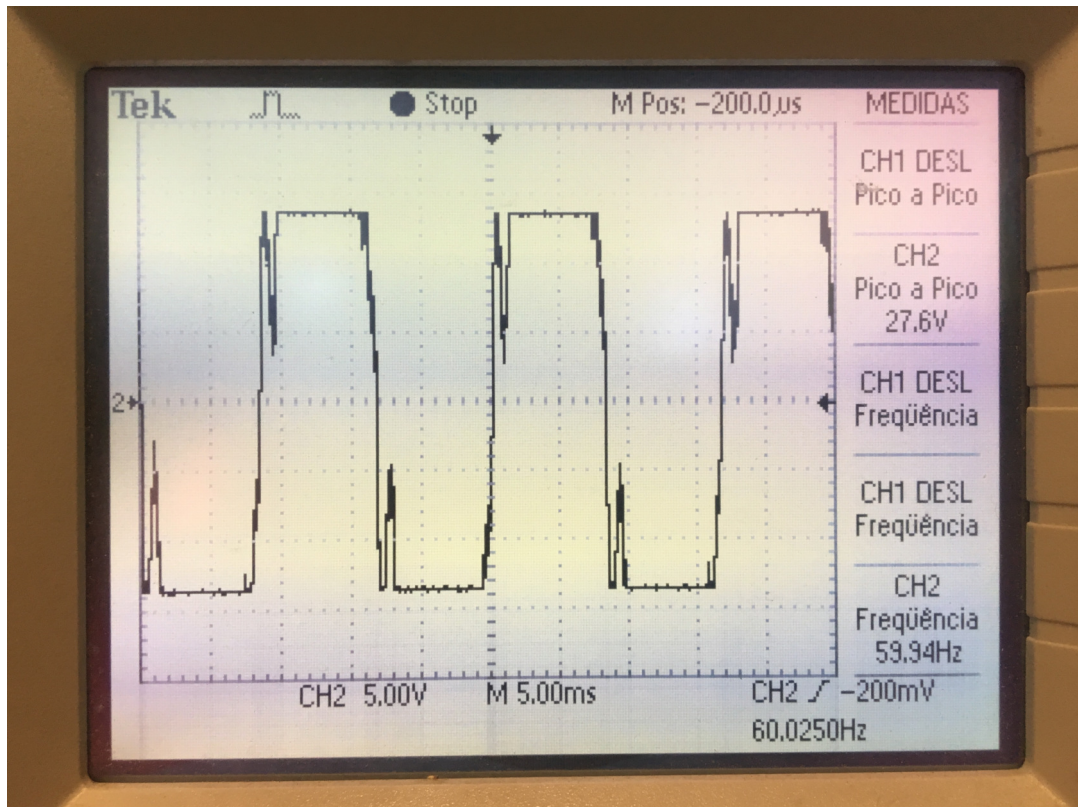 Tek Stop M Pos: -200.0µs MEDIDAS
CH1 DESL
Pico a Pico
CH2
Pico a Pico
27.6V
CH1 DESL
Freqüência
CH1 DESL
Freqüência
CH2
Freqüência
59.94Hz
2
CH2 5.00V M 5.00ms CH2 -200mV
60.0250Hz